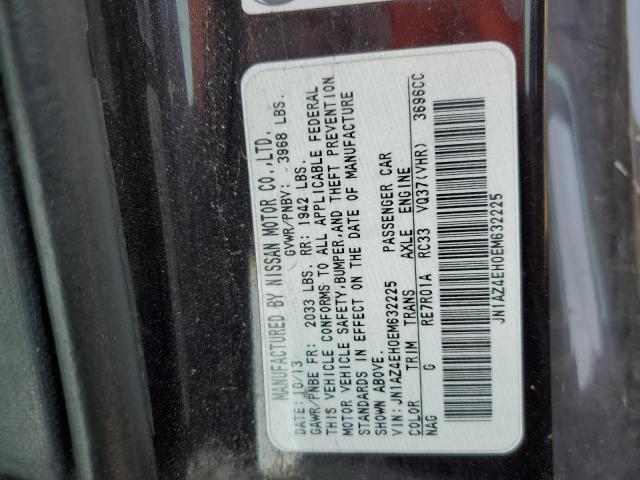 MANUFACTURED BY NISSAN MOTOR CO.,LTD.
DATE: 10/13 GVWR/PNBV: 3968 LBS.
GAWR/PNBE FR: 2033 LBS. RR: 1942 LBS.
THIS VEHICLE CONFORMS TO ALL APPLICABLE FEDERAL
MOTOR VEHICLE SAFETY,BUMPER,AND THEFT PREVENTION
STANDARDS IN EFFECT ON THE DATE OF MANUFACTURE
SHOWN ABOVE.
VIN: JN1AZ4EH0EM632225 PASSENGER CAR
COLOR TRIM TRANS AXLE ENGINE
NAG G RE7R01A RC33 VQ37(VHR) 3696CC
JN1AZ4EH0EM632225